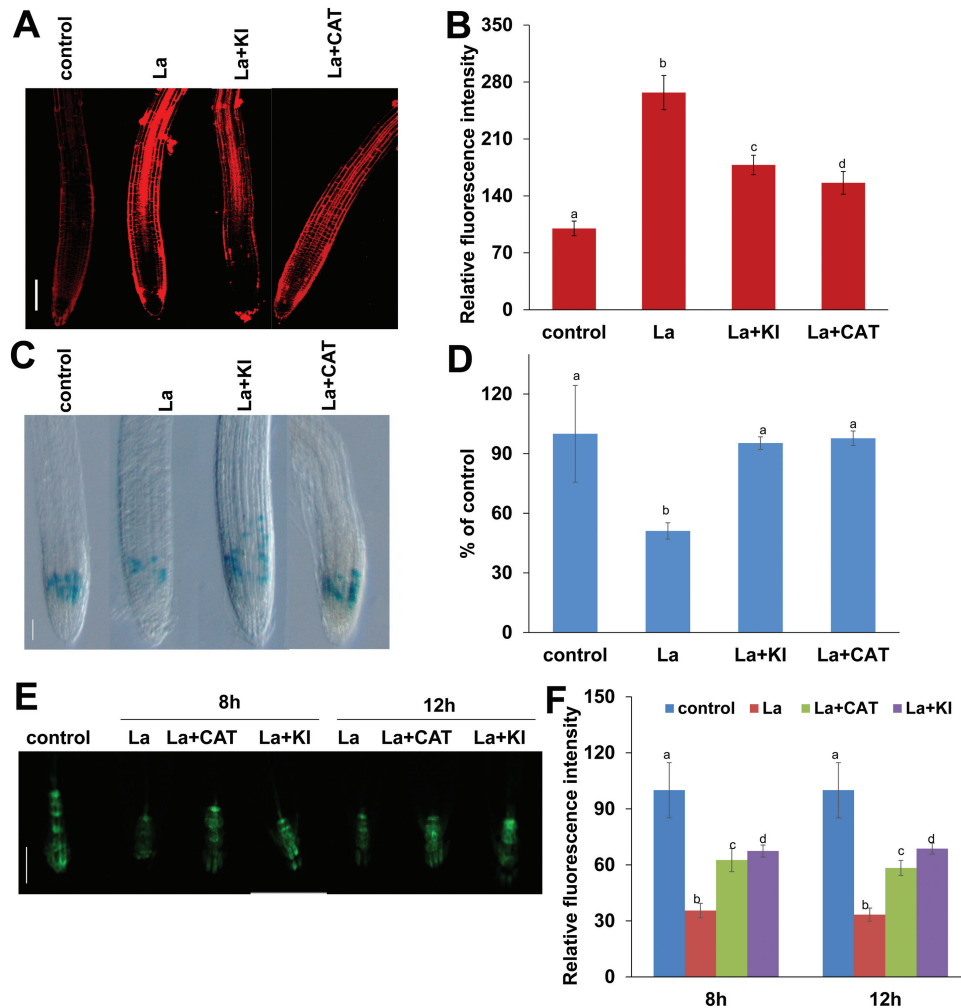 A
control
La
La+KI
La+CAT
B
Relative fluorescence intensity
350
280
210
140
70
0
b
c
d
a
control La La+KI La+CAT
C
control
La
La+KI
La+CAT
D
% of control
120
90
60
30
0
a
b
a
a
control La La+KI La+CAT
E
8h 12h
control La La+CAT La+KI La La+CAT La+KI
F
Relative fluorescence intensity
150
120
90
60
30
0
control La La+CAT La+KI
a a
c d c d
b b
8h 12h